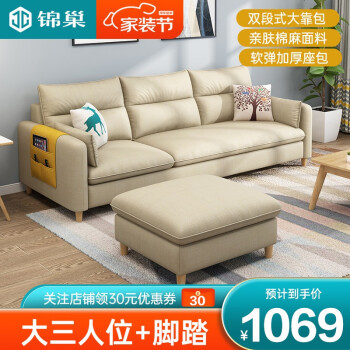 锦巢
家装节
双段式大靠包
亲肤棉麻面料
软弹加厚座包
关注店铺领30元优惠券
30
预计到手价
大三人位+脚踏
¥1069